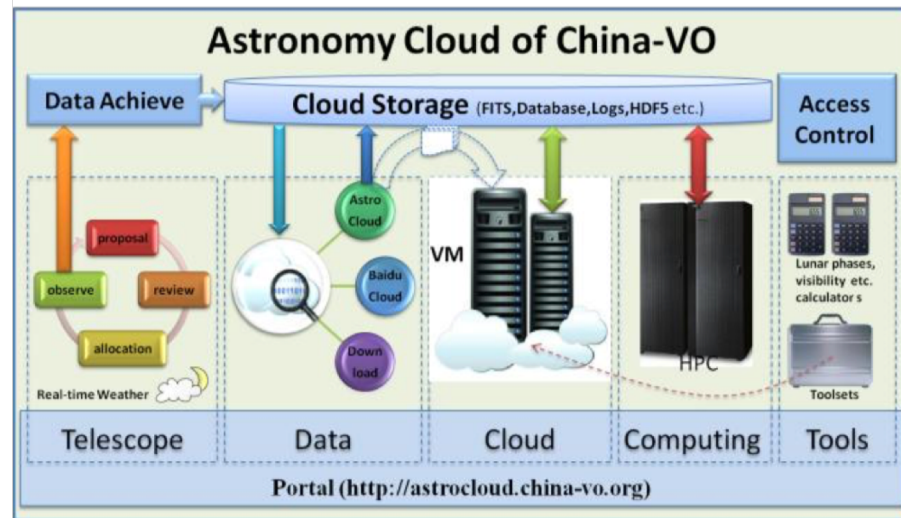 Astronomy Cloud of China-VO
Data Achieve
Cloud Storage (FITS,Database,Logs,HDF5 etc.)
Access
Control
proposal
observe
review
allocation
Real-time Weather
Astro
Cloud
Baidu
Cloud
Down
load
VM
HPC
Lunar phases,
visibility etc.
calculators
Toolsets
Telescope
Data
Cloud
Computing
Tools
Portal (http://astrocloud.china-vo.org)